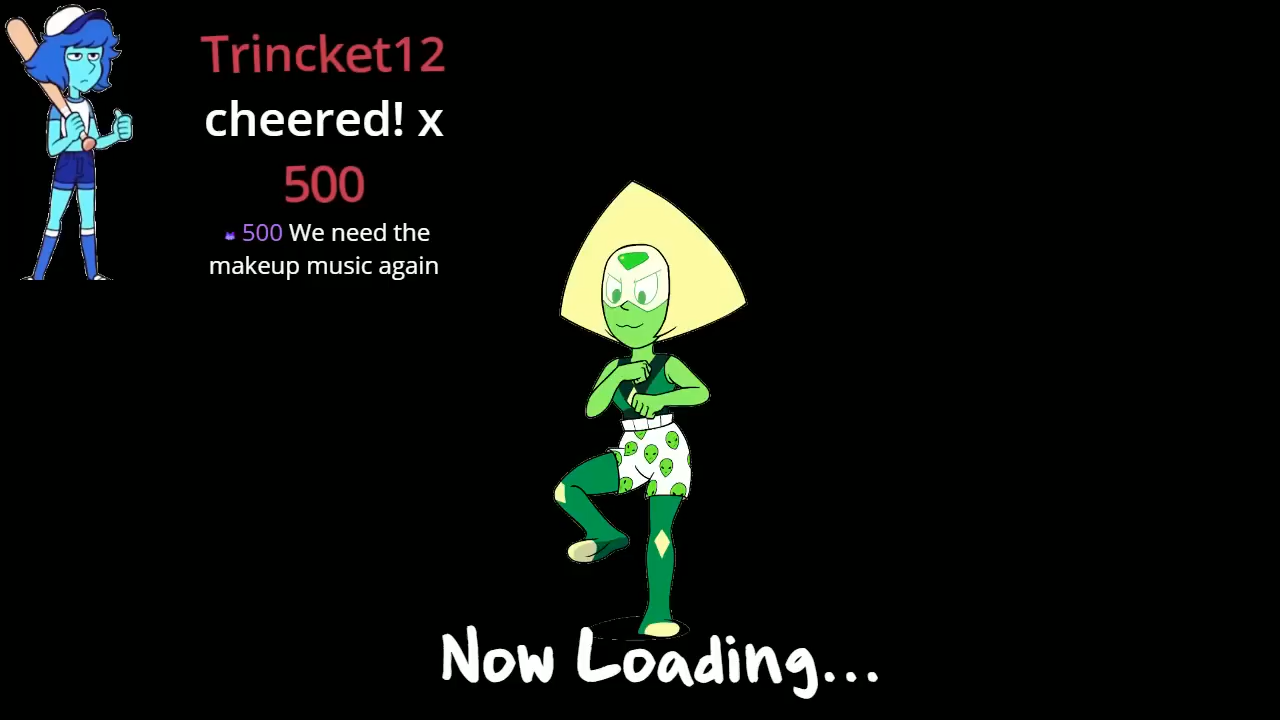 Trincket12
cheered! x
500
500 We need the
makeup music again
Now Loading...